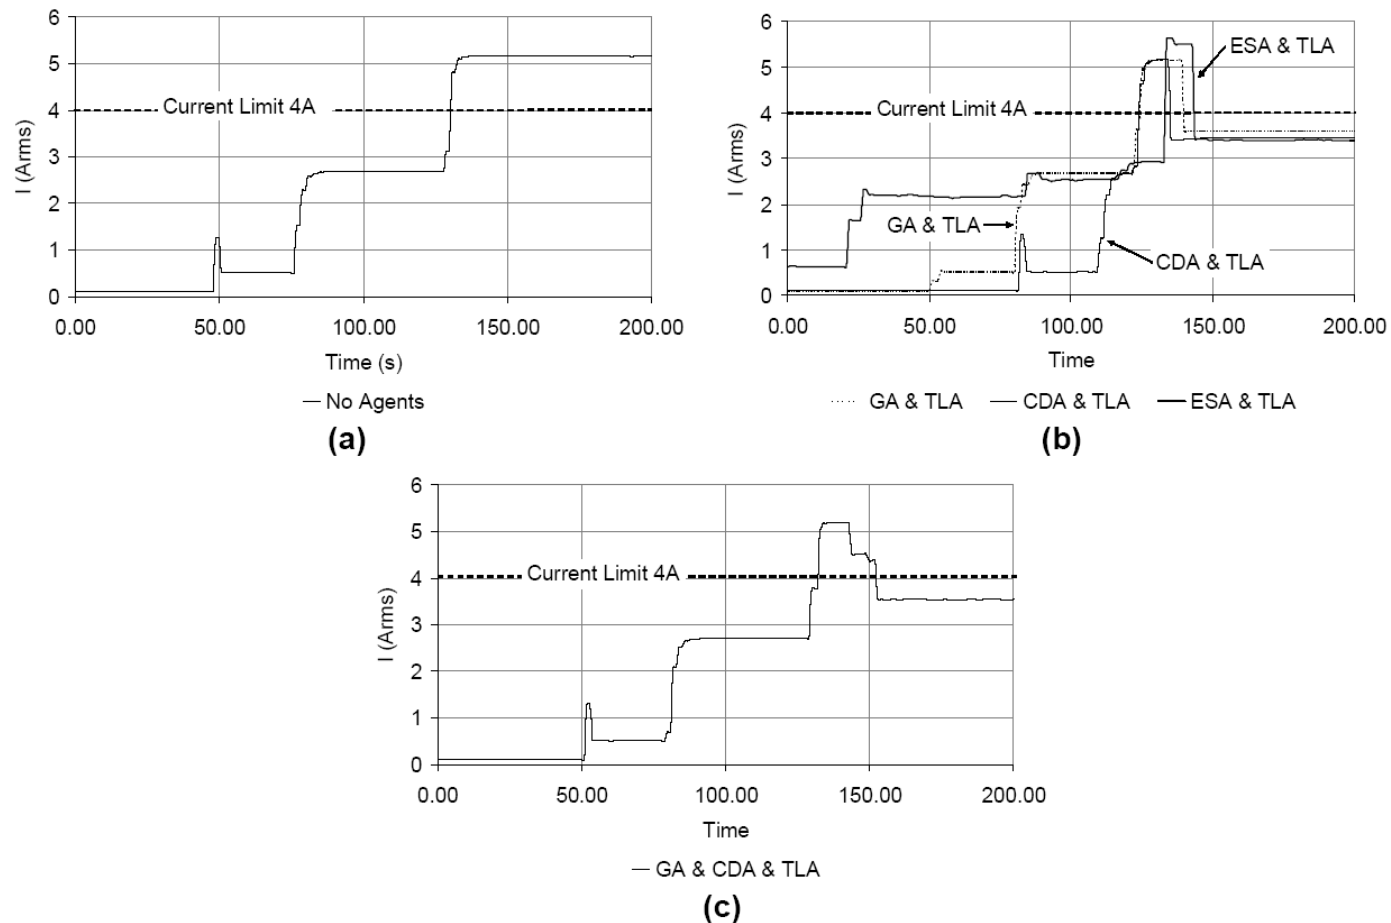 6
5
4
3
2
1
0
I (Arms)
Current Limit 4A
0.00 50.00 100.00 150.00 200.00
Time (s)
No Agents
(a)
6
5
4
3
2
1
0
I (Arms)
ESA & TLA
Current Limit 4A
GA & TLA
CDA & TLA
0.00 50.00 100.00 150.00 200.00
Time
GA & TLA CDA & TLA ESA & TLA
(b)
6
5
4
3
2
1
0
I (Arms)
Current Limit 4A
0.00 50.00 100.00 150.00 200.00
Time
GA & CDA & TLA
(c)